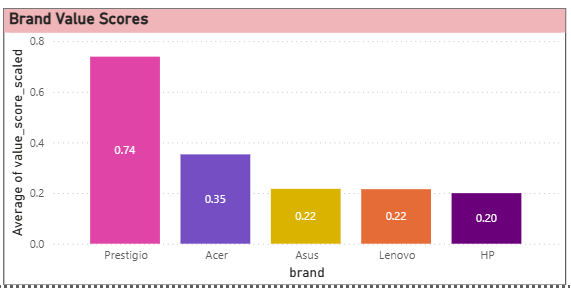 Brand Value Scores
Average of value_score_scaled
0.8
0.6
0.4
0.2
0.0
0.74
0.35
0.22
0.22
0.20
Prestigio Acer Asus Lenovo HP
brand